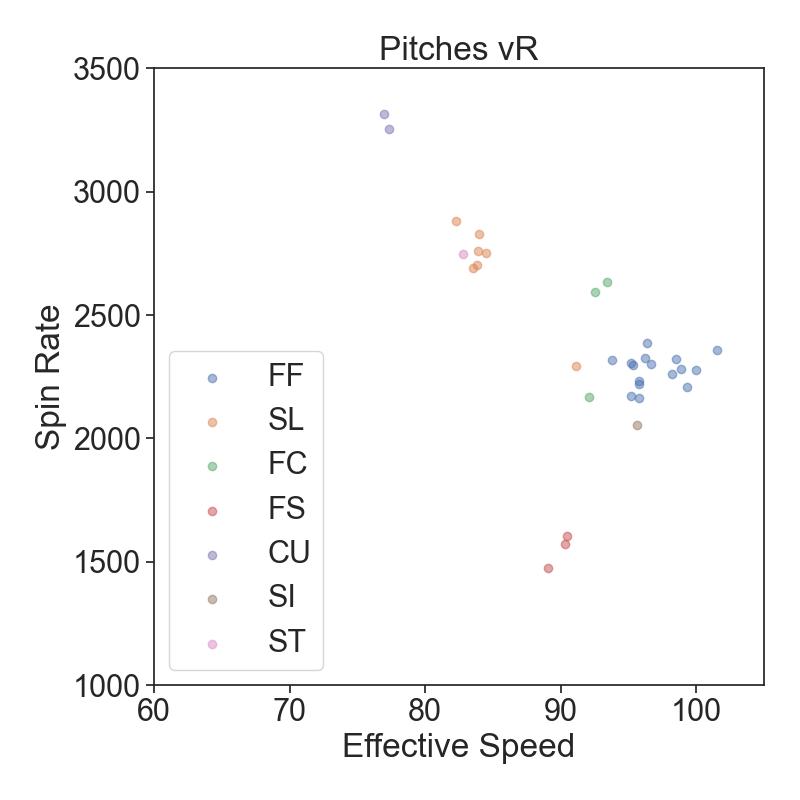 Pitches vR
3500
3000
2500
2000
1500
1000
Spin Rate
FF
SL
FC
FS
CU
SI
ST
60 70 80 90 100
Effective Speed